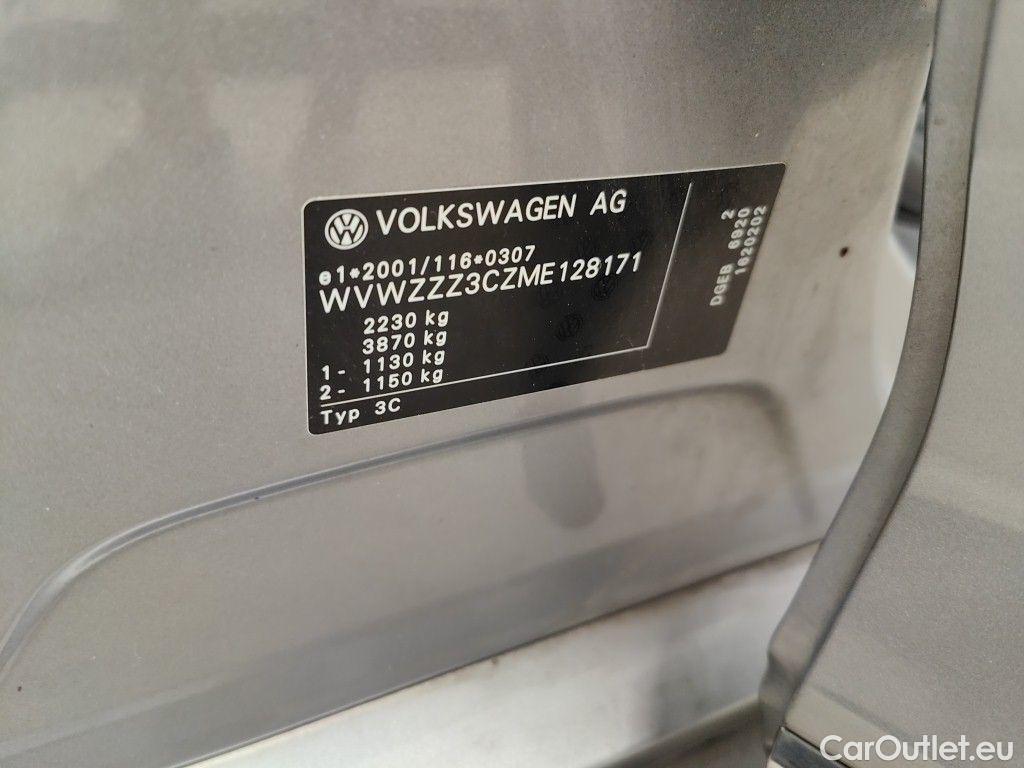 VOLKSWAGEN AG
e1*2001/116*0307
WVWZZZ3CZME128171
2230 kg
3870 kg
1- 1130 kg
2- 1150 kg
Typ 3C
2
DGEB 6920
1620202
CarOutlet.eu